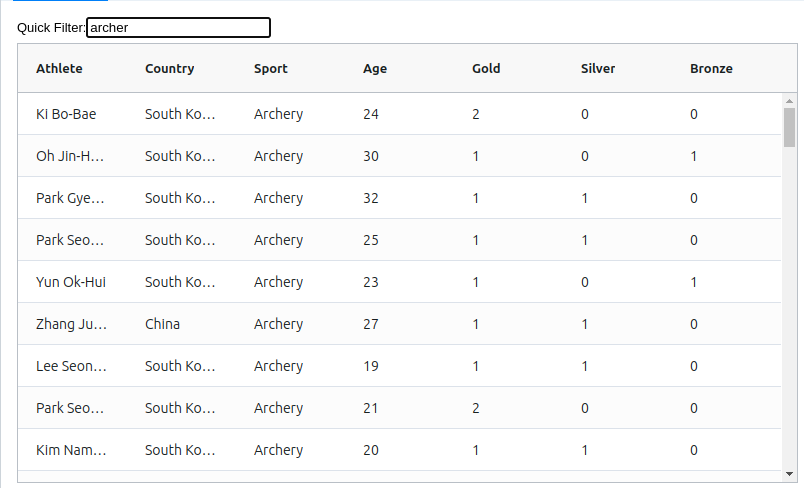 Quick Filter: archer
Athlete Country Sport Age Gold Silver Bronze
Ki Bo-Bae South Ko… Archery 24 2 0 0
Oh Jin-H… South Ko… Archery 30 1 0 1
Park Gye… South Ko… Archery 32 1 1 0
Park Seo… South Ko… Archery 25 1 1 0
Yun Ok-Hui South Ko… Archery 23 1 0 1
Zhang Ju… China Archery 27 1 1 0
Lee Seon… South Ko… Archery 19 1 1 0
Park Seo… South Ko… Archery 21 2 0 0
Kim Nam… South Ko… Archery 20 1 1 0